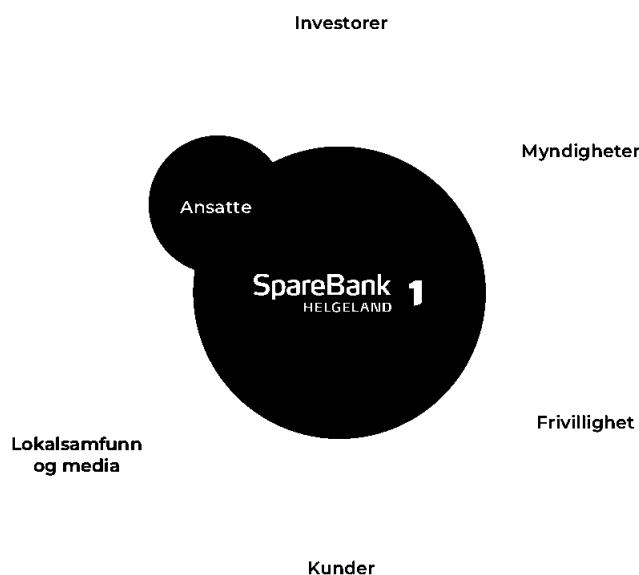 Investorer
Myndigheter
Ansatte
SpareBank 1
HELGELAND
Frivillighet
Lokalsamfunn
og media
Kunder